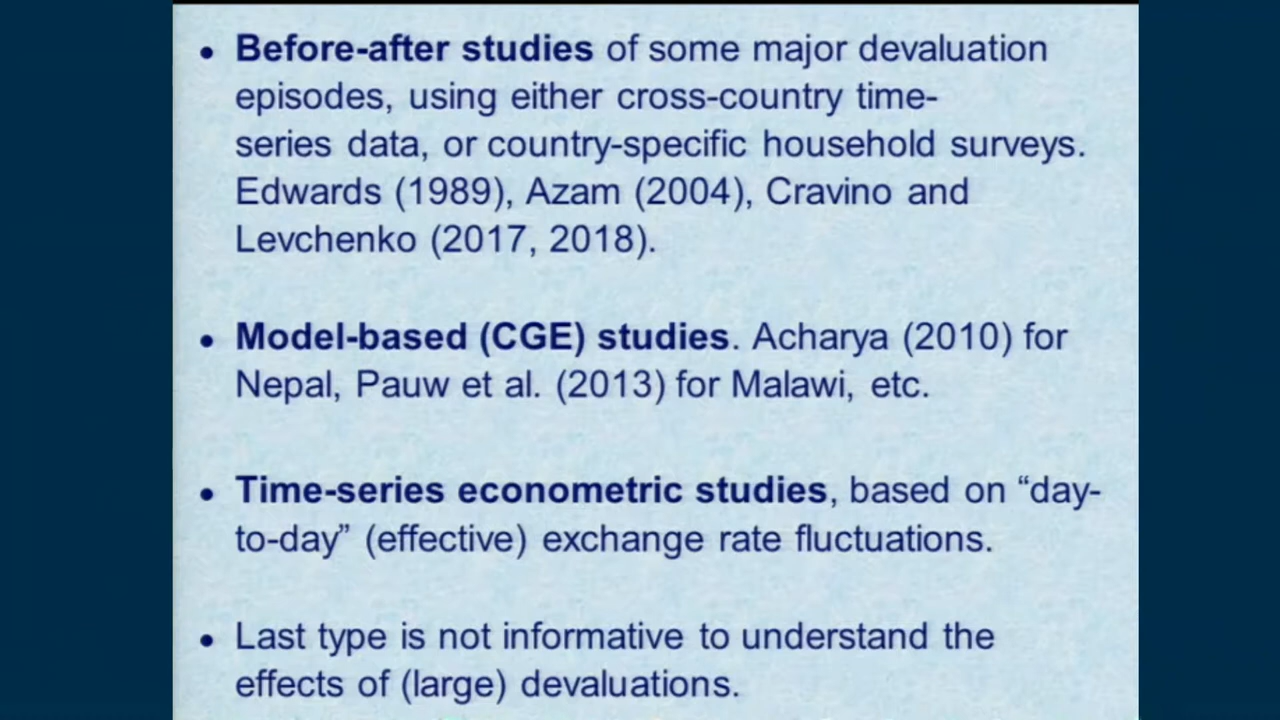 • Before-after studies of some major devaluation
episodes, using either cross-country time-
series data, or country-specific household surveys.
Edwards (1989), Azam (2004), Cravino and
Levchenko (2017, 2018).
• Model-based (CGE) studies. Acharya (2010) for
Nepal, Pauw et al. (2013) for Malawi, etc.
• Time-series econometric studies, based on “day-
to-day” (effective) exchange rate fluctuations.
• Last type is not informative to understand the
effects of (large) devaluations.